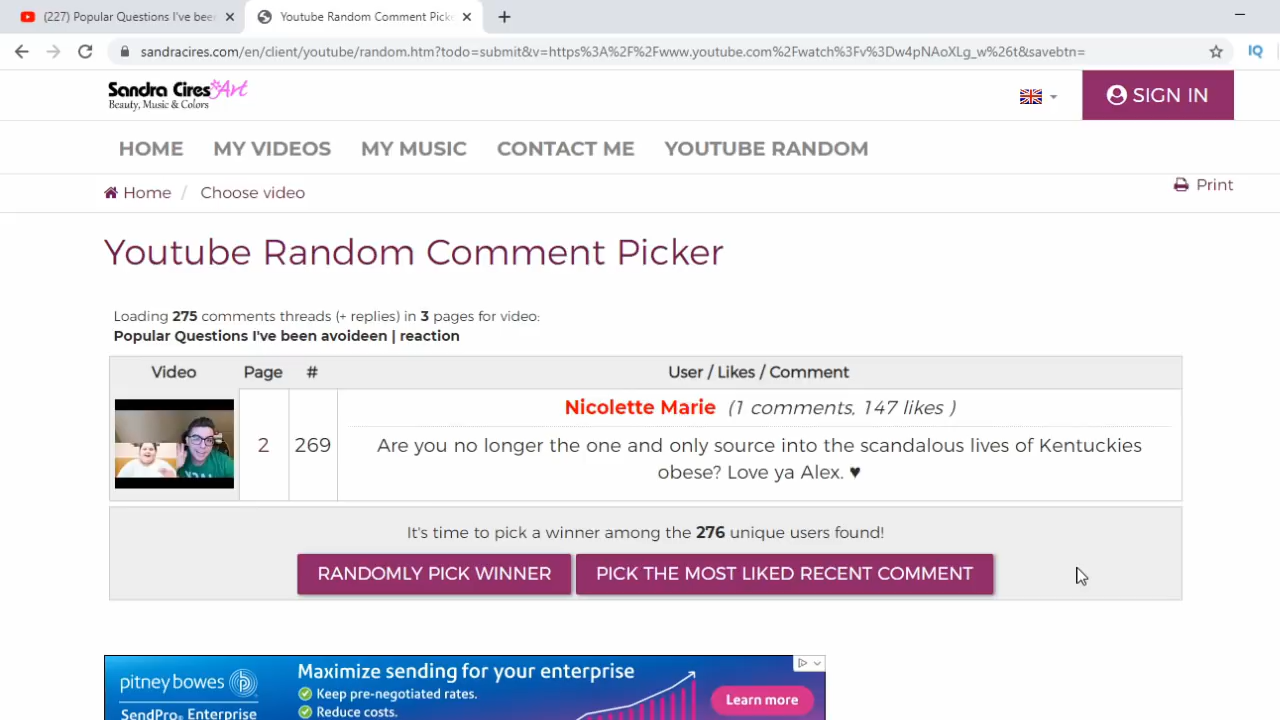 (227) Popular Questions I've beer
Youtube Random Comment Picke
sandracires.com/en/client/youtube/random.htm?todo=submit&v=https%3A%2F%2Fwww.youtube.com%2Fwatch%3Fv%3Dw4pNAoXLg_w%26t&savebtn=
IQ
Sandra Cires Art
Beauty, Music & Colors
SIGN IN
HOME MY VIDEOS MY MUSIC CONTACT ME YOUTUBE RANDOM
Home / Choose video
Print
Youtube Random Comment Picker
Loading 275 comments threads (+ replies) in 3 pages for video:
Popular Questions I've been avoideen | reaction
Video Page # User / Likes / Comment
Nicolette Marie (1 comments, 147 likes )
2 269 Are you no longer the one and only source into the scandalous lives of Kentuckies
obese? Love ya Alex. ♥
It's time to pick a winner among the 276 unique users found!
RANDOMLY PICK WINNER PICK THE MOST LIKED RECENT COMMENT
pitney bowes
SendPro® Enterprise
Maximize sending for your enterprise
Keep pre-negotiated rates.
Reduce costs.
Learn more